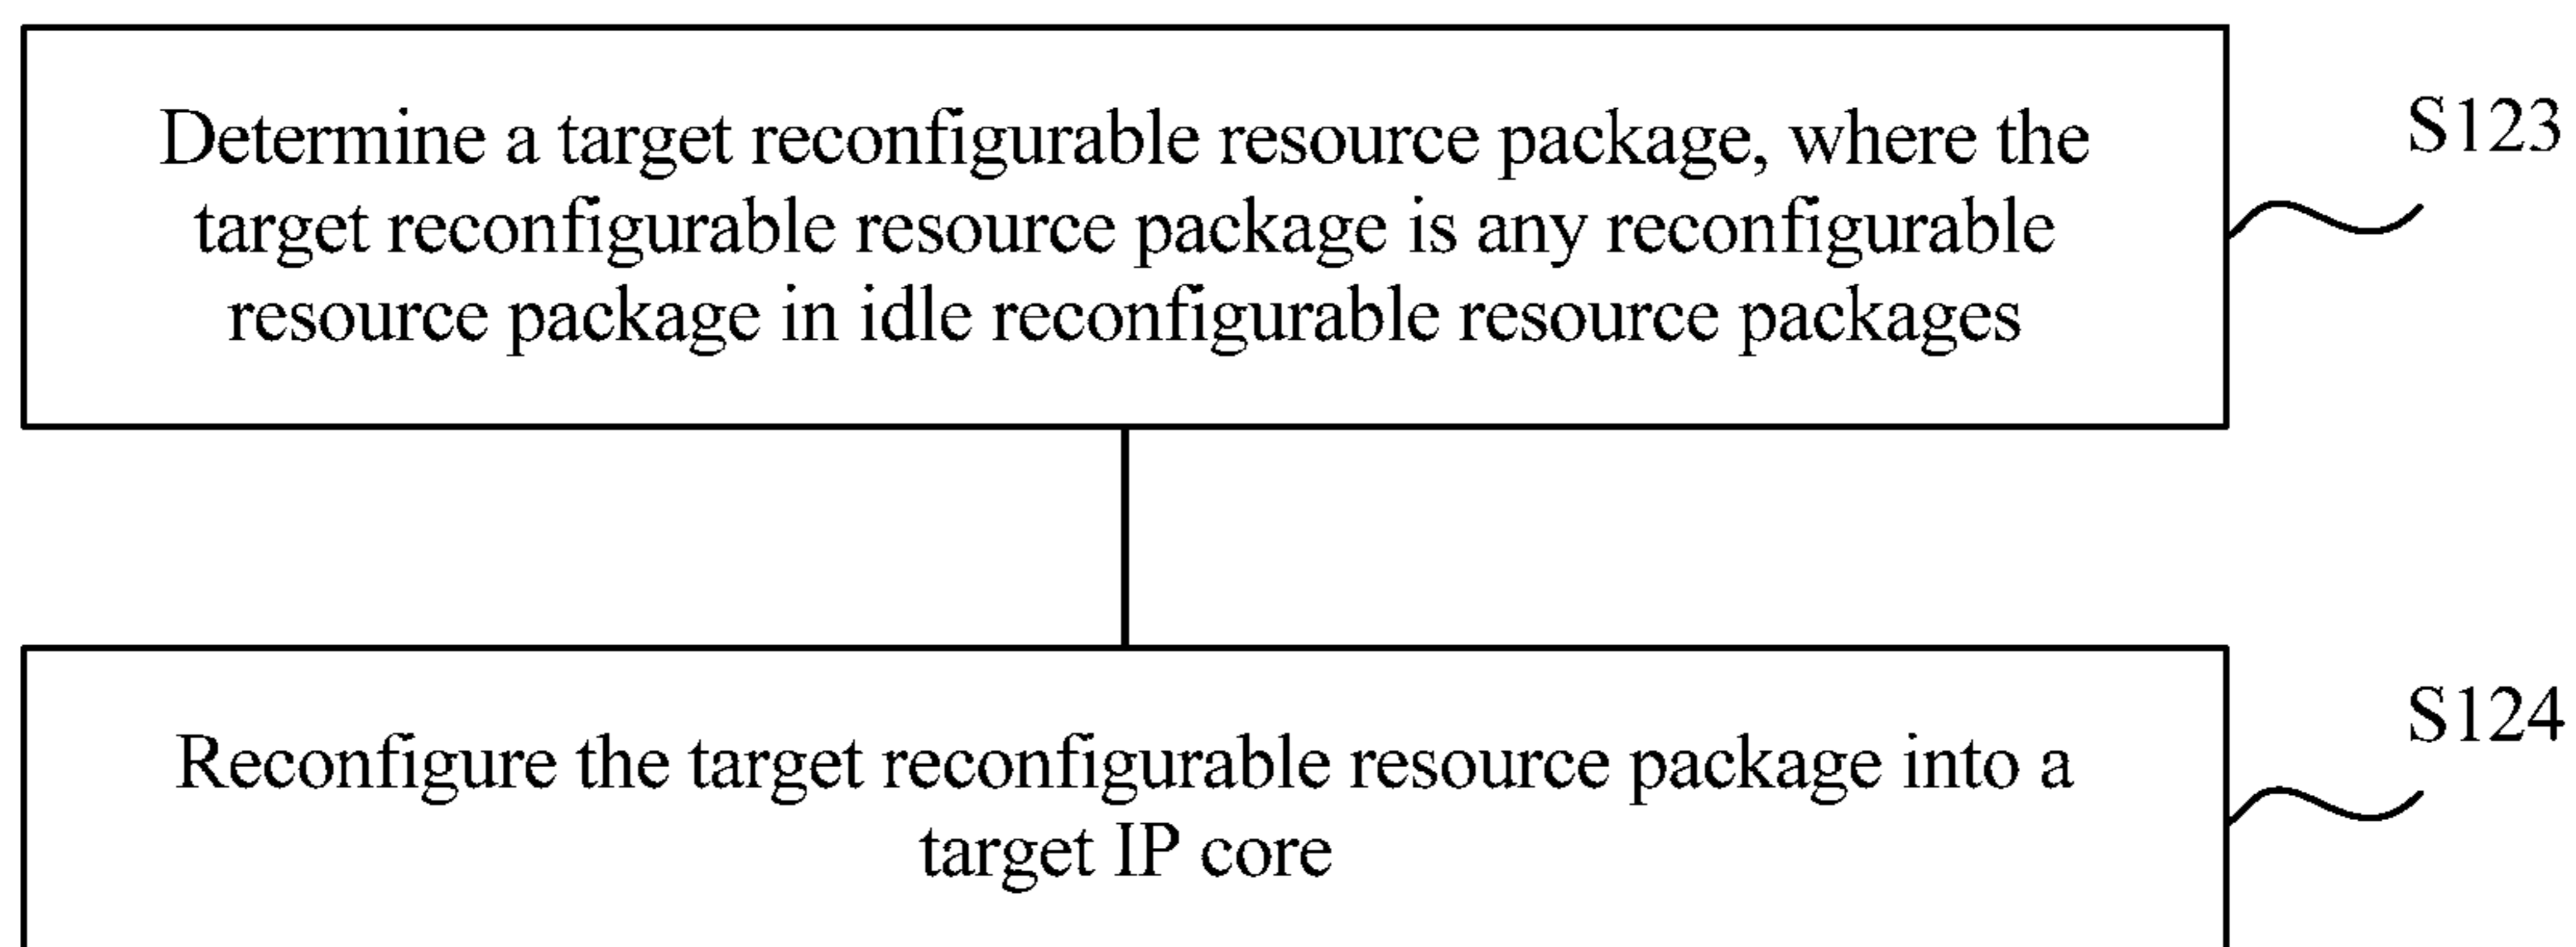 Determine a target reconfigurable resource package, where the
target reconfigurable resource package is any reconfigurable
resource package in idle reconfigurable resource packages
S123
Reconfigure the target reconfigurable resource package into a
target IP core
S124